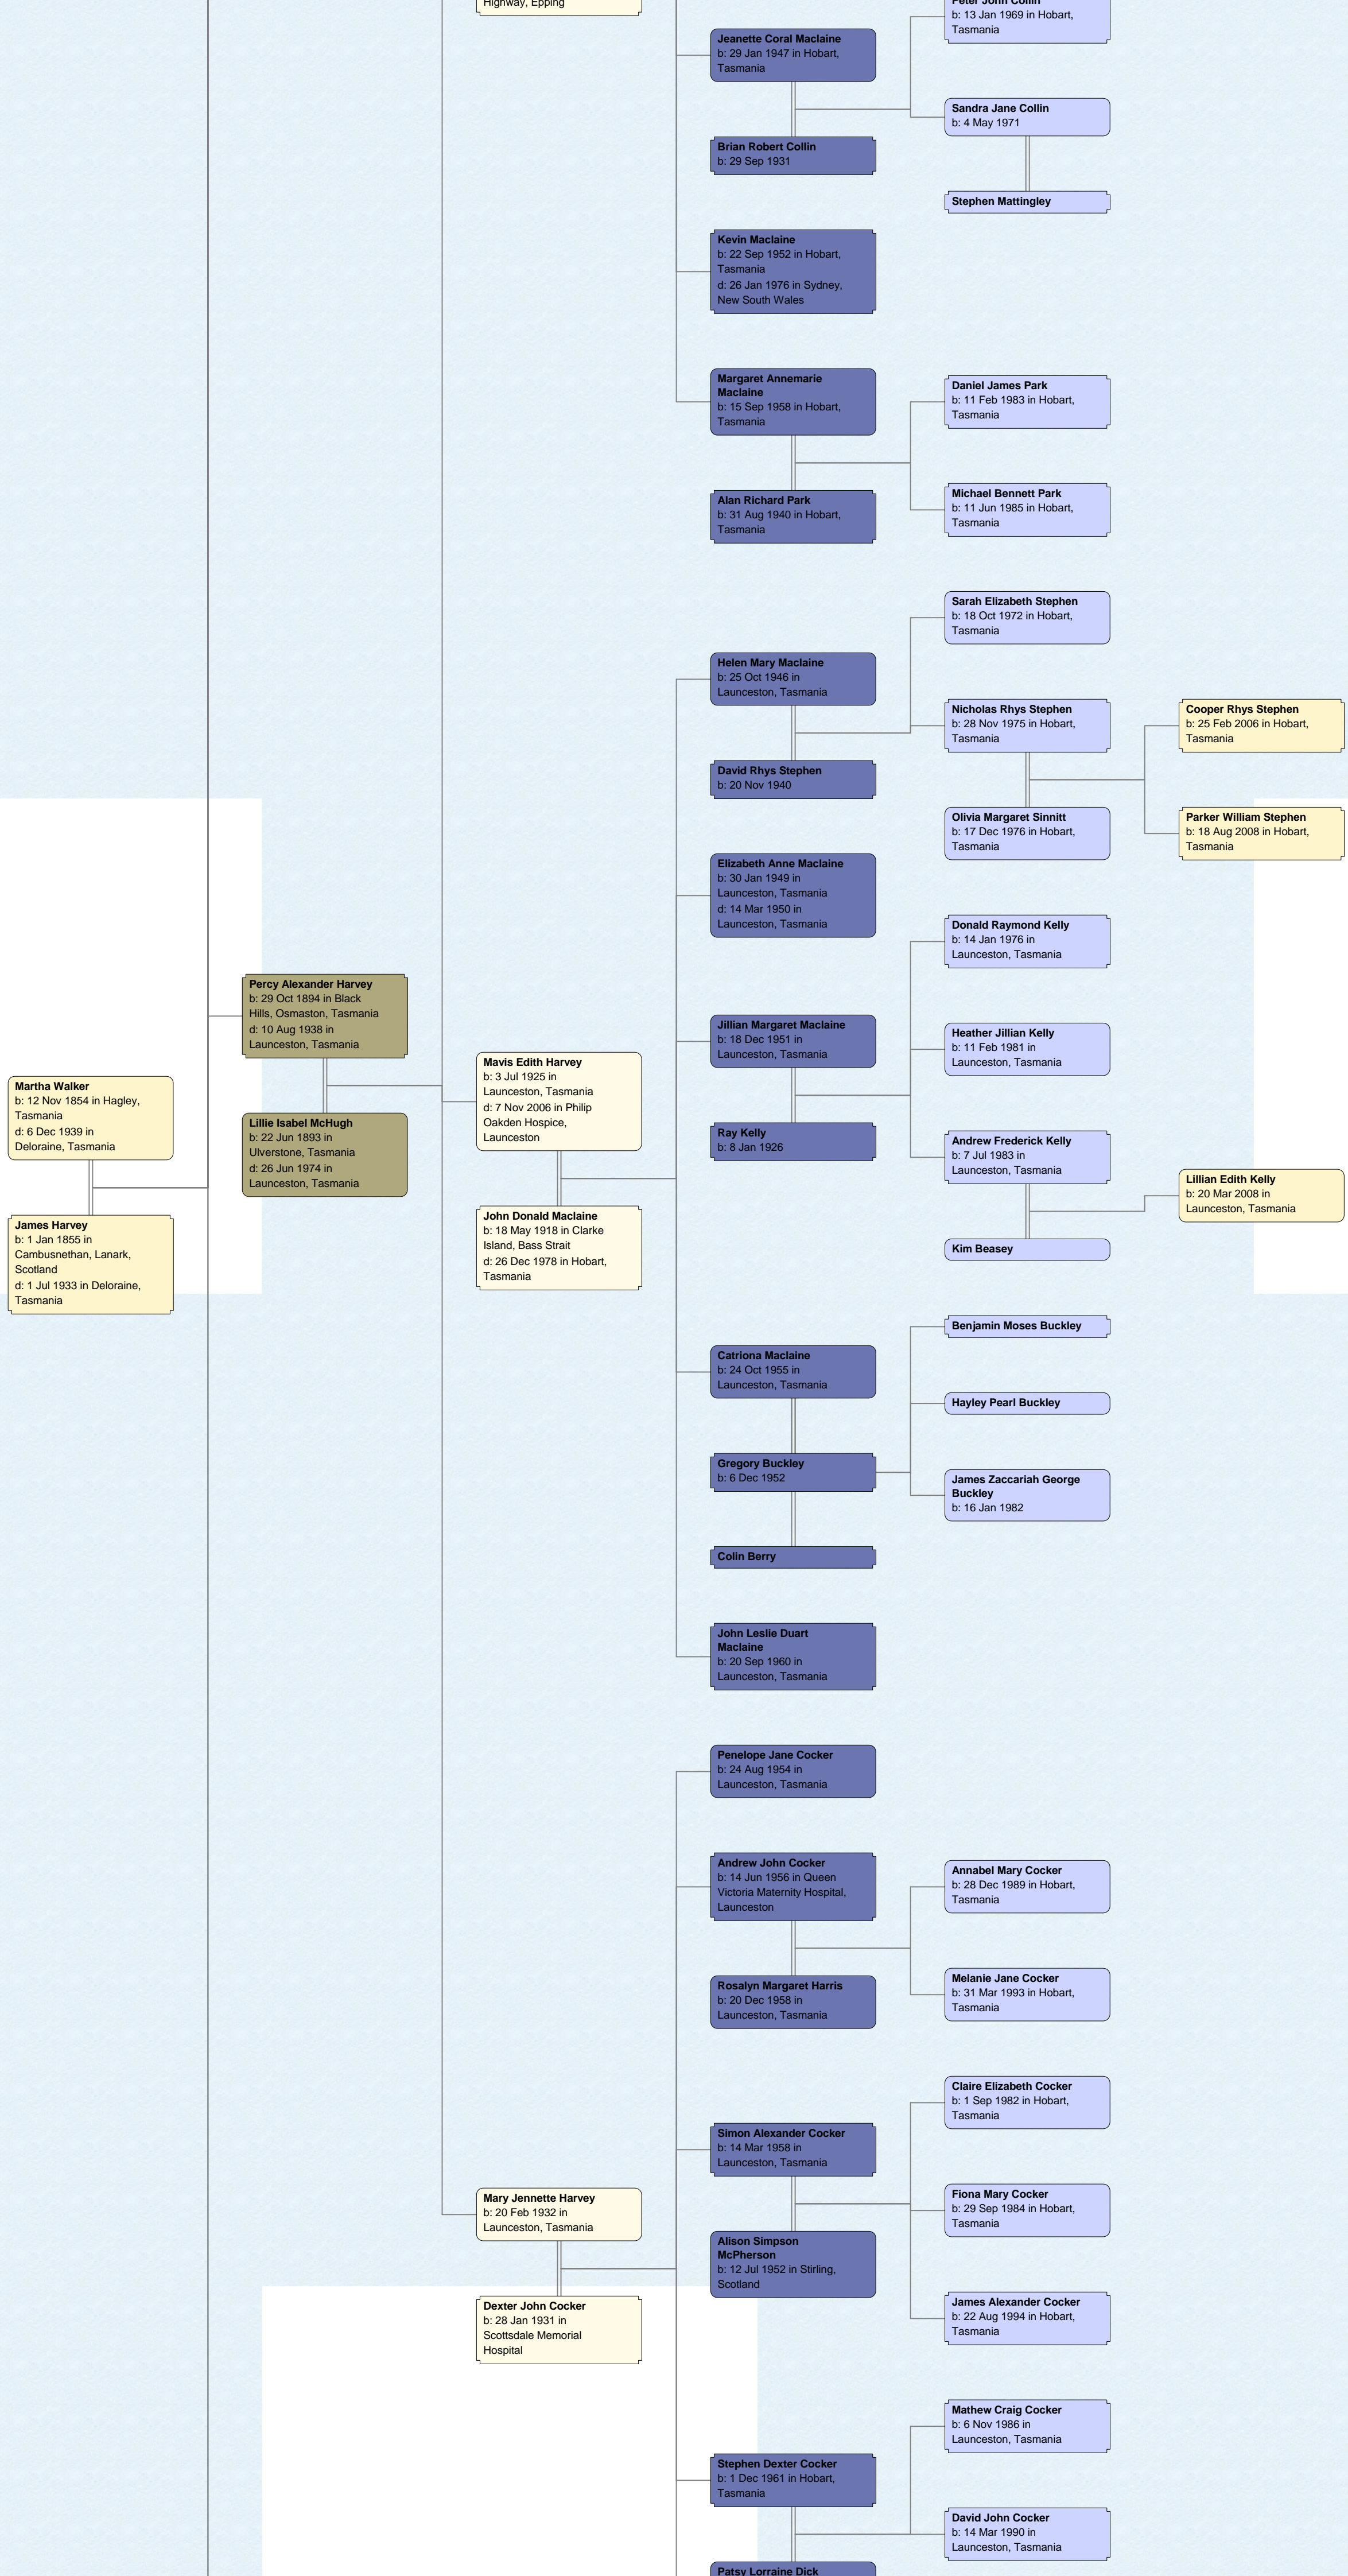 Highway, Epping
Peter John Collin
b: 13 Jan 1969 in Hobart,
Tasmania
Jeanette Coral Maclaine
b: 29 Jan 1947 in Hobart,
Tasmania
Sandra Jane Collin
b: 4 May 1971
Brian Robert Collin
b: 29 Sep 1931
Stephen Mattingley
Kevin Maclaine
b: 22 Sep 1952 in Hobart,
Tasmania
d: 26 Jan 1976 in Sydney,
New South Wales
Margaret Annemarie
Maclaine
b: 15 Sep 1958 in Hobart,
Tasmania
Daniel James Park
b: 11 Feb 1983 in Hobart,
Tasmania
Alan Richard Park
b: 31 Aug 1940 in Hobart,
Tasmania
Michael Bennett Park
b: 11 Jun 1985 in Hobart,
Tasmania
Sarah Elizabeth Stephen
b: 18 Oct 1972 in Hobart,
Tasmania
Helen Mary Maclaine
b: 25 Oct 1946 in
Launceston, Tasmania
Nicholas Rhys Stephen
b: 28 Nov 1975 in Hobart,
Tasmania
Cooper Rhys Stephen
b: 25 Feb 2006 in Hobart,
Tasmania
David Rhys Stephen
b: 20 Nov 1940
Olivia Margaret Sinnitt
b: 17 Dec 1976 in Hobart,
Tasmania
Parker William Stephen
b: 18 Aug 2008 in Hobart,
Tasmania
Elizabeth Anne Maclaine
b: 30 Jan 1949 in
Launceston, Tasmania
d: 14 Mar 1950 in
Launceston, Tasmania
Donald Raymond Kelly
b: 14 Jan 1976 in
Launceston, Tasmania
Percy Alexander Harvey
b: 29 Oct 1894 in Black
Hills, Osmaston, Tasmania
d: 10 Aug 1938 in
Launceston, Tasmania
Jillian Margaret Maclaine
b: 18 Dec 1951 in
Launceston, Tasmania
Heather Jillian Kelly
b: 11 Feb 1981 in
Launceston, Tasmania
Mavis Edith Harvey
b: 3 Jul 1925 in
Launceston, Tasmania
d: 7 Nov 2006 in Philip
Oakden Hospice,
Launceston
Martha Walker
b: 12 Nov 1854 in Hagley,
Tasmania
d: 6 Dec 1939 in
Deloraine, Tasmania
Lillie Isabel McHugh
b: 22 Jun 1893 in
Ulverstone, Tasmania
d: 26 Jun 1974 in
Launceston, Tasmania
Ray Kelly
b: 8 Jan 1926
Andrew Frederick Kelly
b: 7 Jul 1983 in
Launceston, Tasmania
Lillian Edith Kelly
b: 20 Mar 2008 in
Launceston, Tasmania
James Harvey
b: 1 Jan 1855 in
Cambusnethan, Lanark,
Scotland
d: 1 Jul 1933 in Deloraine,
Tasmania
John Donald Maclaine
b: 18 May 1918 in Clarke
Island, Bass Strait
d: 26 Dec 1978 in Hobart,
Tasmania
Kim Beasey
Benjamin Moses Buckley
Catriona Maclaine
b: 24 Oct 1955 in
Launceston, Tasmania
Hayley Pearl Buckley
Gregory Buckley
b: 6 Dec 1952
James Zaccariah George
Buckley
b: 16 Jan 1982
Colin Berry
John Leslie Duart
Maclaine
b: 20 Sep 1960 in
Launceston, Tasmania
Penelope Jane Cocker
b: 24 Aug 1954 in
Launceston, Tasmania
Andrew John Cocker
b: 14 Jun 1956 in Queen
Victoria Maternity Hospital,
Launceston
Annabel Mary Cocker
b: 28 Dec 1989 in Hobart,
Tasmania
Rosalyn Margaret Harris
b: 20 Dec 1958 in
Launceston, Tasmania
Melanie Jane Cocker
b: 31 Mar 1993 in Hobart,
Tasmania
Claire Elizabeth Cocker
b: 1 Sep 1982 in Hobart,
Tasmania
Simon Alexander Cocker
b: 14 Mar 1958 in
Launceston, Tasmania
Mary Jennette Harvey
b: 20 Feb 1932 in
Launceston, Tasmania
Fiona Mary Cocker
b: 29 Sep 1984 in Hobart,
Tasmania
Alison Simpson
McPherson
b: 12 Jul 1952 in Stirling,
Scotland
Dexter John Cocker
b: 28 Jan 1931 in
Scottsdale Memorial
Hospital
James Alexander Cocker
b: 22 Aug 1994 in Hobart,
Tasmania
Mathew Craig Cocker
b: 6 Nov 1986 in
Launceston, Tasmania
Stephen Dexter Cocker
b: 1 Dec 1961 in Hobart,
Tasmania
David John Cocker
b: 14 Mar 1990 in
Launceston, Tasmania
Patsy Lorraine Dick